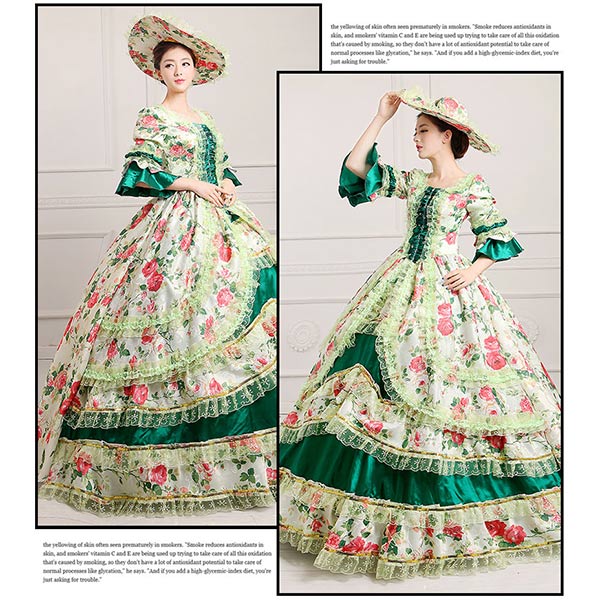 the yellowing of skin often seen prematurely in smokers. "Smoke reduces antioxidants in
skin, and smokers' vitamin C and E are being used up trying to take care of all this oxidation
that's caused by smoking, so they don't have a lot of antioxidant potential to take care of
normal processes like glycation," he says. "And if you add a high-glycemic-index diet, you're
just asking for trouble."
the yellowing of skin often seen prematurely in smokers. "Smoke reduces antioxidants in
skin, and smokers' vitamin C and E are being used up trying to take care of all this oxidation
that's caused by smoking, so they don't have a lot of antioxidant potential to take care of
normal processes like glycation," he says. "And if you add a high-glycemic-index diet, you're
just asking for trouble."